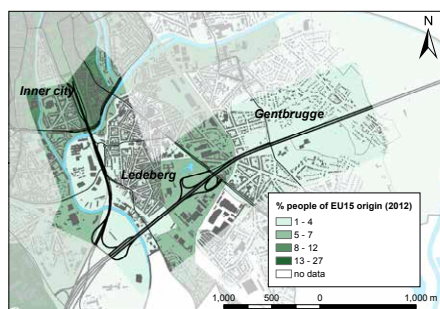 N
Inner city
Gentbrugge
Ledeberg
% people of EU15 origin (2012)
1 - 4
5 - 7
8 - 12
13 - 27
no data
1,000 500 0 1,000 m